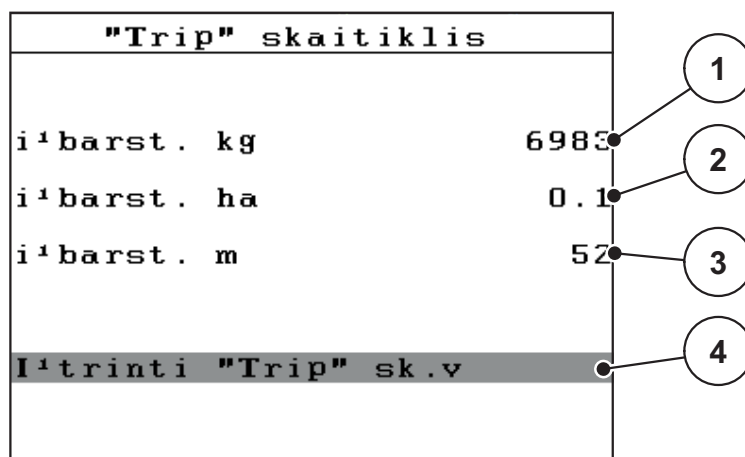 "Trip" skaitiklis
i¹barst. kg 6983
i¹barst. ha 0.1
i¹barst. m 52
I¹trinti "Trip" sk.v
1
2
3
4